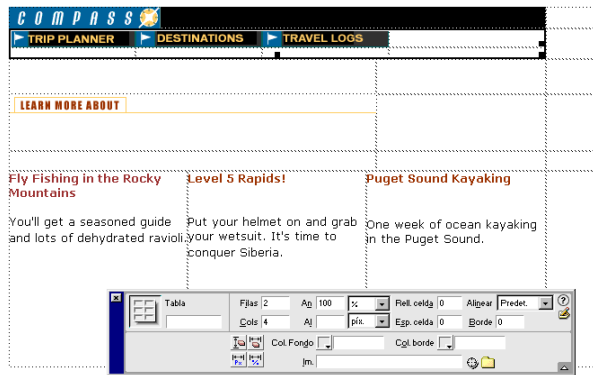 COMPASS
TRIP PLANNER DESTINATIONS TRAVEL LOGS
LEARN MORE ABOUT
Fly Fishing in the Rocky Mountains
You'll get a seasoned guide
and lots of dehydrated ravioli.
Level 5 Rapids!
Put your helmet on and grab
your wetsuit. It's time to
conquer Siberia.
Puget Sound Kayaking
One week of ocean kayaking
in the Puget Sound.
Tabla Filas 2 An 100 % Rell. celda 0 Alinear Predet.
Cols 4 Al píx. Esp. celda 0 Borde 0
Col. Fondo Col. borde
Im.